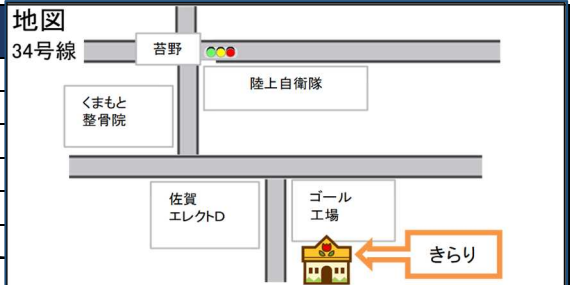 地図
34号線
苔野
陸上自衛隊
くまもと
整骨院
佐賀
エレクトD
ゴール
工場
きらり